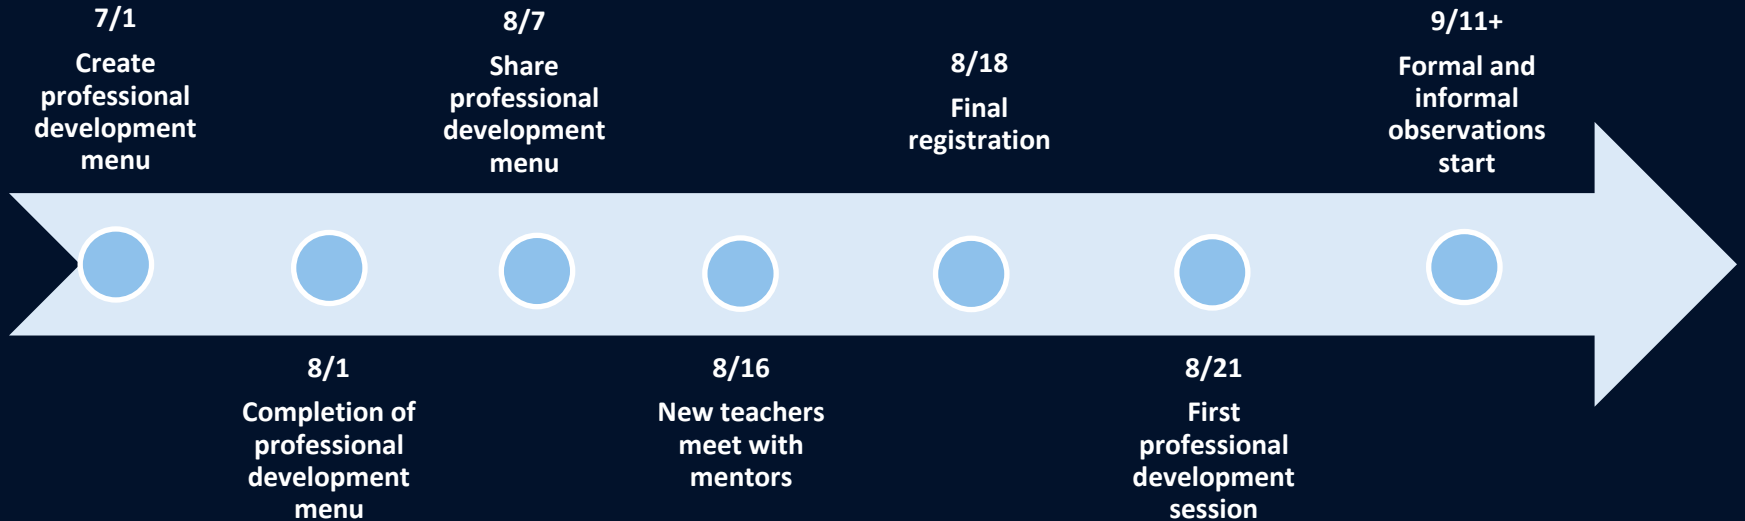 7/1
Create
professional
development
menu
8/1
Completion of
professional
development
menu
8/7
Share
professional
development
menu
8/16
New teachers
meet with
mentors
8/18
Final
registration
8/21
First
professional
development
session
9/11+
Formal and
informal
observations
start